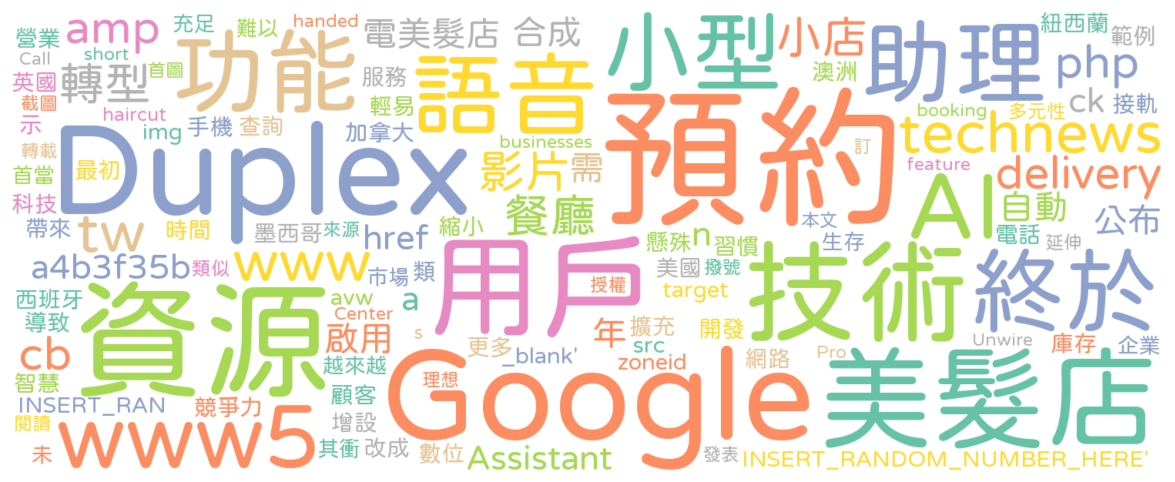 營業 amp 充足 難以 handed 電美髮店 合成 小型 小店 助理 紐西蘭 範例
Call short 首圖 功能 語音 澳洲 php
英國 轉型 服務 ck 接軌
截圖 haircut 輕易 預約 booking 多元性
示 img 手機 查詢 加拿大 businesses technews
轉載 Duplex 影片 需 訂 feature delivery
首當 最初 AI 自動
科技 餐廳 本文 公布
帶來 tw 時間 墨西哥 來源 href 縮小 懸殊 n 習慣 生存 電話 延伸
a4b3f35b 類似 www 市場 類 用戶 美國 撥號 技術 終於
西班牙 資源 avw a 授權 target
導致 Center 啟用 年 擴充 開發 Unwire 庫存 企業
cb s 更多 _blank' src 網路 Pro
智慧 越來越 Google 理想 zoneid 美髮店
INSERT_RAN 競爭力 顧客
閱讀 www5 增設
未 其衝 改成 數位 Assistant 發表 INSERT_RANDOM_NUMBER_HERE'